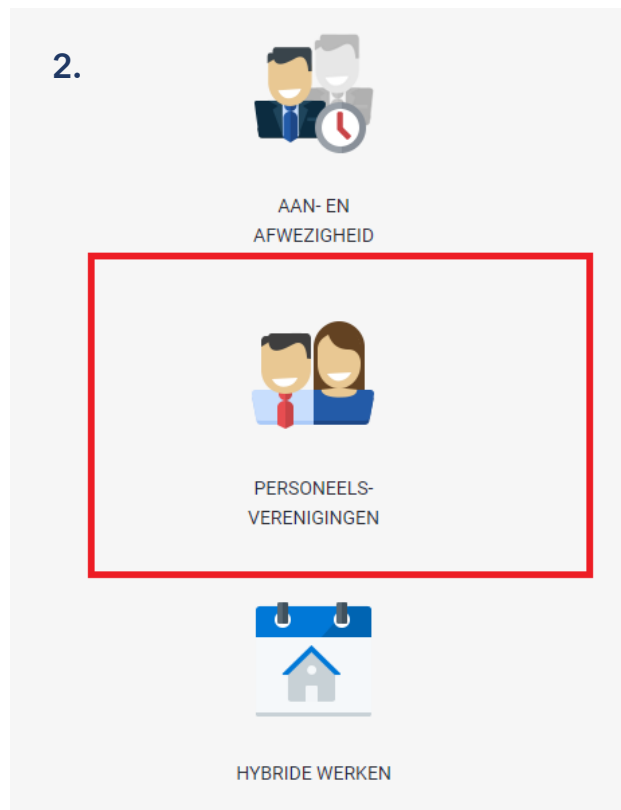 2.
AAN- EN
AFWEZIGHEID
PERSONEELS-
VERENIGINGEN
HYBRIDE WERKEN